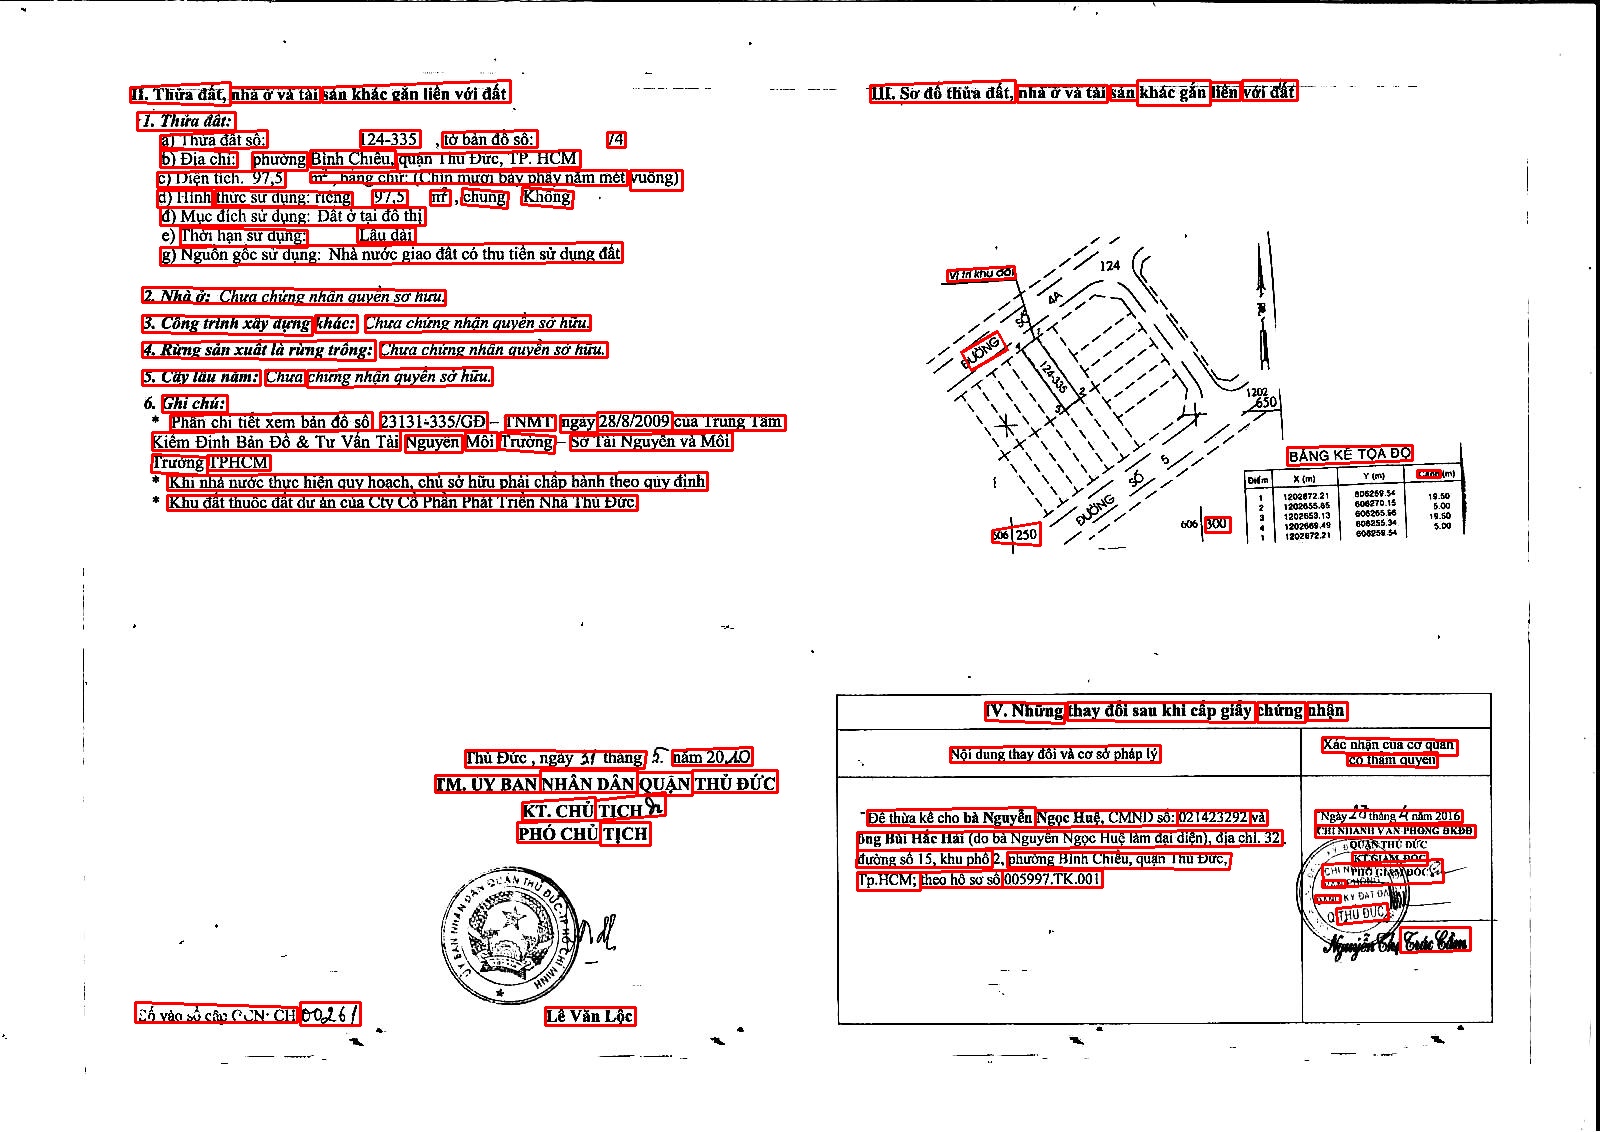 II. Thửa đất, nhà ở và tài sản khác gắn liền với đất
1. Thửa đất:
a) Thửa đất số: 124-335 , tờ bản đồ số: 74
b) Địa chỉ: phường Bình Chiểu, quận Thủ Đức, TP. HCM
c) Diện tích. 97,5 m², bằng chữ: (Chín mươi bảy phẩy năm mét vuông)
d) Hình thức sử dụng: riêng 97,5 m², chung Không
đ) Mục đích sử dụng: Đất ở tại đô thị
e) Thời hạn sử dụng: Lâu dài
g) Nguồn gốc sử dụng: Nhà nước giao đất có thu tiền sử dụng đất
2. Nhà ở: Chưa chứng nhận quyền sở hữu.
3. Công trình xây dựng khác: Chưa chứng nhận quyền sở hữu.
4. Rừng sản xuất là rừng trồng: Chưa chứng nhận quyền sở hữu.
5. Cây lâu năm: Chưa chứng nhận quyền sở hữu.
6. Ghi chú:
* Phần chi tiết xem bản đồ số 23131-335/GĐ – TNMT ngày 28/8/2009 của Trung Tâm
Kiểm Định Bản Đồ & Tư Vấn Tài Nguyên Môi Trường – Sở Tài Nguyên và Môi
Trường TPHCM
* Khi nhà nước thực hiện quy hoạch, chủ sở hữu phải chấp hành theo quy định
* Khu đất thuộc đất dự án của Cty Cổ Phần Phát Triển Nhà Thủ Đức.
Thủ Đức , ngày 31 tháng 5 năm 2010
TM. UỶ BAN NHÂN DÂN QUẬN THỦ ĐỨC
KT. CHỦ TỊCH
PHÓ CHỦ TỊCH
ỦY BAN NHÂN DÂN QUẬN THỦ ĐỨC-TP HỒ CHÍ MINH
Lê Văn Lộc
Số vào sổ cấp GCN: CH 00261
III. Sơ đồ thửa đất, nhà ở và tài sản khác gắn liền với đất
Vị trí khu đất
124
ĐƯỜNG SỐ 4A
1
4
124-335
2
3
1202
650
ĐƯỜNG SỐ 5
606 250
606 300
BẢNG KÊ TỌA ĐỘ
Điểm X (m) Y (m) Cạnh (m)
1 1202672.21 606259.54
19.50
2 1202655.85 606270.15
5.00
3 1202653.13 606265.96
19.50
4 1202669.49 606255.34
5.00
1 1202672.21 606259.54
IV. Những thay đổi sau khi cấp giấy chứng nhận
Nội dung thay đổi và cơ sở pháp lý
Xác nhận của cơ quan
có thẩm quyền
Để thừa kế cho bà Nguyễn Ngọc Huệ, CMND số: 021423292 và
ông Bùi Hắc Hải (do bà Nguyễn Ngọc Huệ làm đại diện), địa chỉ. 32
đường số 15, khu phố 2, phường Bình Chiểu, quận Thủ Đức,
Tp.HCM; theo hồ sơ số 005997.TK.001
Ngày tháng 4 năm 2016
CHI NHÁNH VĂN PHÒNG ĐKĐĐ
QUẬN THỦ ĐỨC
KT.GIÁM ĐỐC
PHÓ GIÁM ĐỐC
Q THỦ ĐỨC
Nguyễn Thị Trúc Cầm